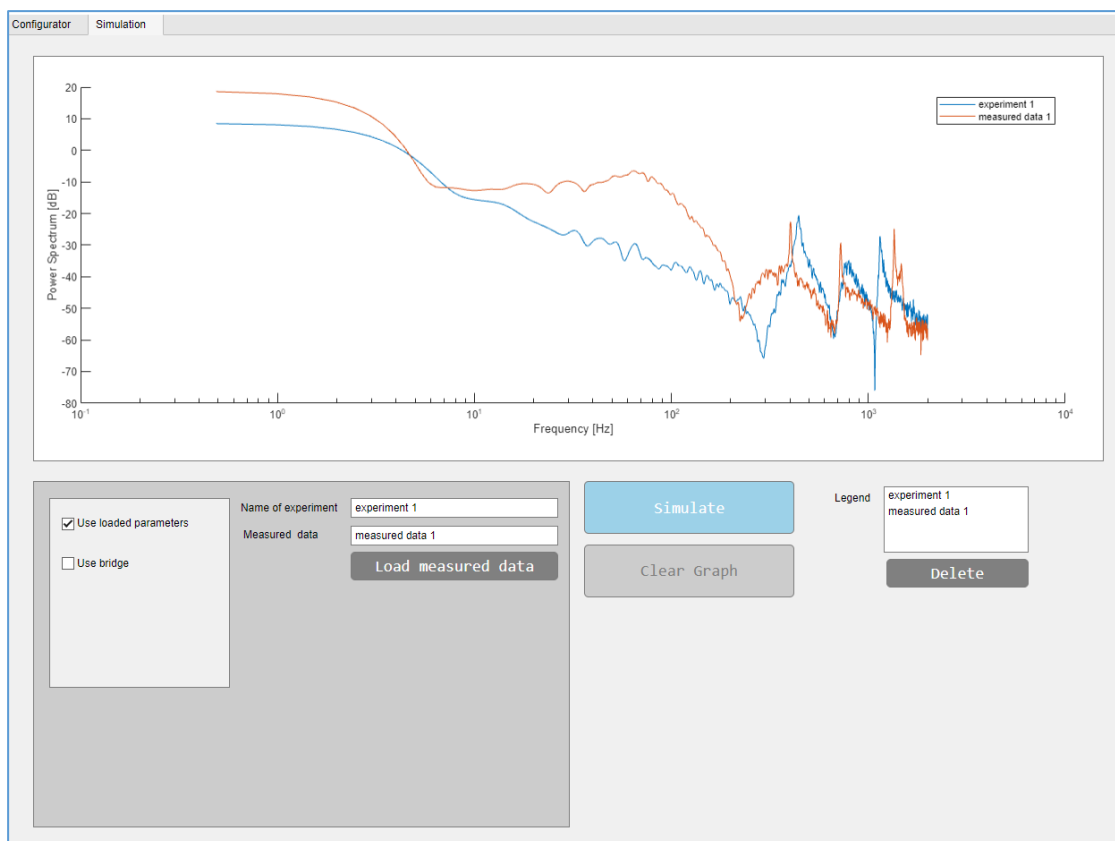 Configurator Simulation
20
10
0
-10
-20
-30
-40
-50
-60
-70
-80
Power Spectrum [dB]
experiment 1
measured data 1
10-1 100 101 102 103 104
Frequency [Hz]
Use loaded parameters
Use bridge
Name of experiment experiment 1
Measured data measured data 1
Load measured data
Simulate
Clear Graph
Legend experiment 1
measured data 1
Delete